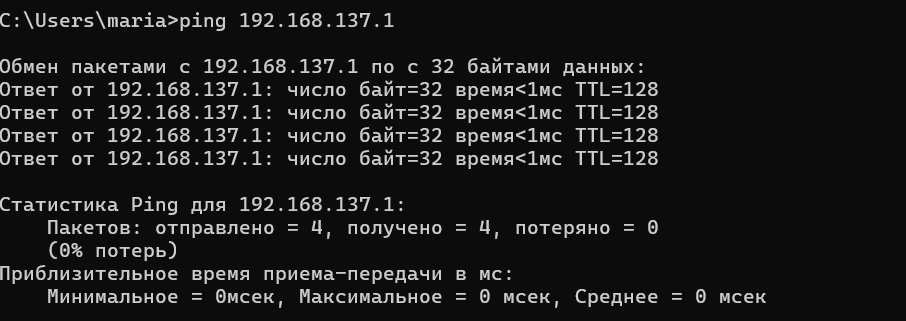 C:\Users\maria>ping 192.168.137.1
Обмен пакетами с 192.168.137.1 по с 32 байтами данных:
Ответ от 192.168.137.1: число байт=32 время<1мс TTL=128
Ответ от 192.168.137.1: число байт=32 время<1мс TTL=128
Ответ от 192.168.137.1: число байт=32 время<1мс TTL=128
Ответ от 192.168.137.1: число байт=32 время<1мс TTL=128
Статистика Ping для 192.168.137.1:
Пакетов: отправлено = 4, получено = 4, потеряно = 0
(0% потерь)
Приблизительное время приема-передачи в мс:
Минимальное = 0мсек, Максимальное = 0 мсек, Среднее = 0 мсек